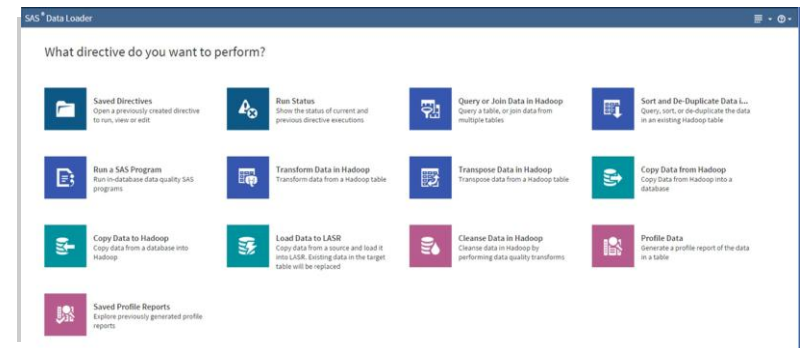 SAS® Data Loader
What directive do you want to perform?
Saved Directives
Open a previously created directive
to run, view or edit
Run Status
Show the status of current and
previous directive executions
Query or Join Data in Hadoop
Query a table, or join data from
multiple tables
Sort and De-Duplicate Data i...
Query, sort, or de-duplicate the data
in an existing Hadoop table
Run a SAS Program
Run in-database data quality SAS
programs
Transform Data in Hadoop
Transform data from a Hadoop table
Transpose Data in Hadoop
Transpose data from a Hadoop table
Copy Data from Hadoop
Copy Data from Hadoop into a
database
Copy Data to Hadoop
Copy data from a database into
Hadoop
Load Data to LASR
Copy data from a source and load it
into LASR. Existing data in the target
table will be replaced
Cleanse Data in Hadoop
Cleanse data in Hadoop by
performing data quality transforms
Profile Data
Generate a profile report of the data
in a table
Saved Profile Reports
Explore previously generated profile
reports